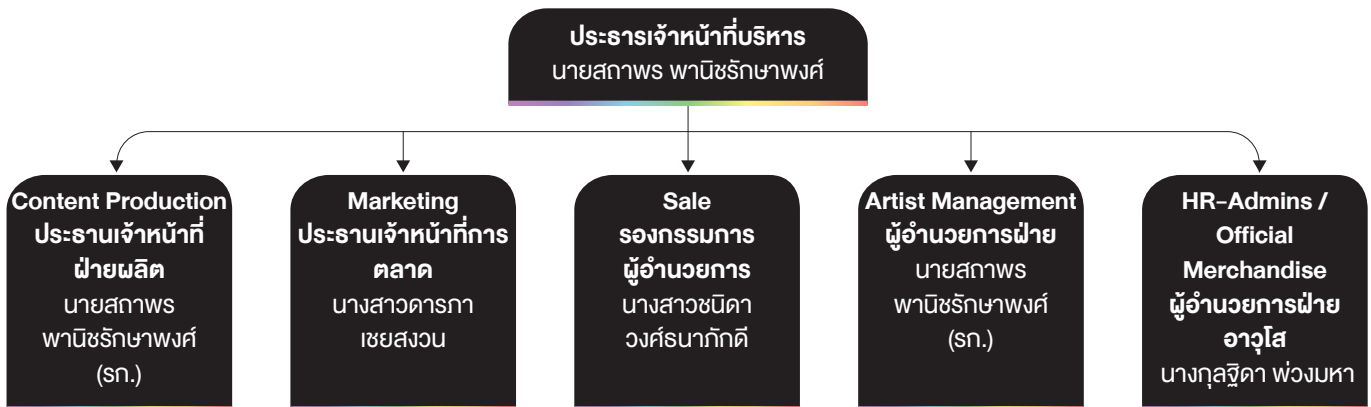 ประธารเจ้าหน้าที่บริหาร
นายสถาพร พานิชรักษาพงศ์
Content Production
ประธานเจ้าหน้าที่
ฝ่ายผลิต
นายสถาพร
พานิชรักษาพงศ์
(รก.)
Marketing
ประธานเจ้าหน้าที่การ
ตลาด
นางสาวดารภา
เชยสงวน
Sale
รองกรรมการ
ผู้อำนวยการ
นางสาวชนิดา
วงศ์ธนาภักดี
Artist Management
ผู้อำนวยการฝ่าย
นายสถาพร
พานิชรักษาพงศ์
(รก.)
HR-Admins /
Official
Merchandise
ผู้อำนวยการฝ่าย
อาวุโส
นางกุลฐิดา พ่วงมหา